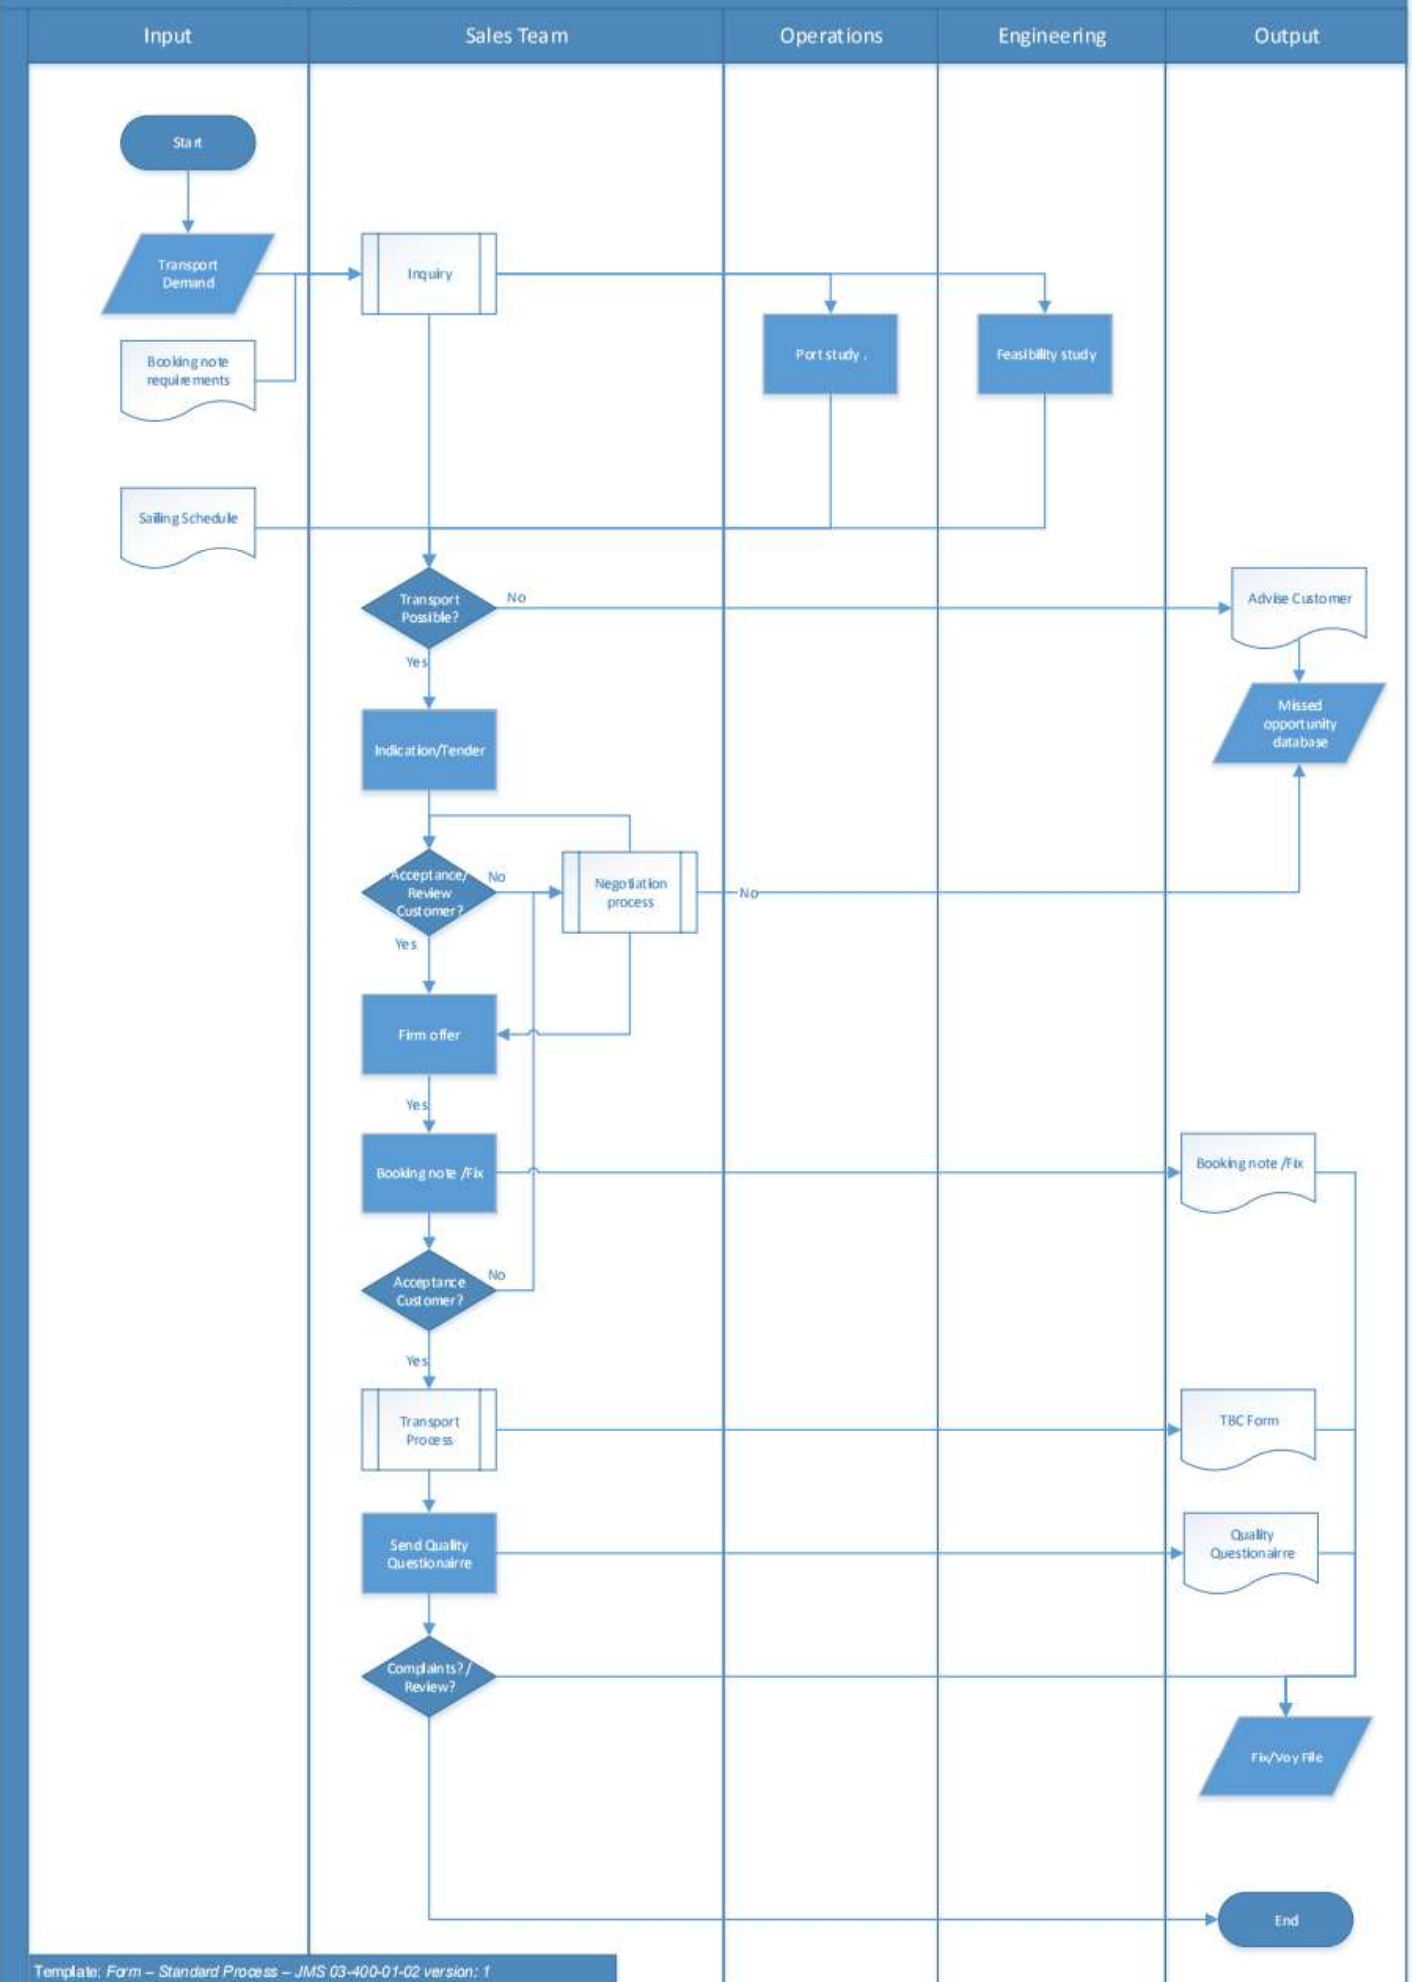 Input
Sales Team
Operations
Engineering
Output
Start
Transport
Demand
Inquiry
Booking note
requirements
Port study .
Feasibility study
Sailing Schedule
Transport
Possible?
No
Advise Customer
Yes
Missed
opportunity
database
Indication/Tender
Acceptance/
Review
Customer?
No
Negotiation
process
No
Yes
Firm offer
Yes
Booking note /Fix
Booking note /Fix
Acceptance
Customer?
No
Yes
Transport
Process
TBC Form
Send Quality
Questionairre
Quality
Questionairre
Complaints? /
Review?
Fix/Voy File
End
Template: Form – Standard Process – JMS 03-400-01-02 version: 1